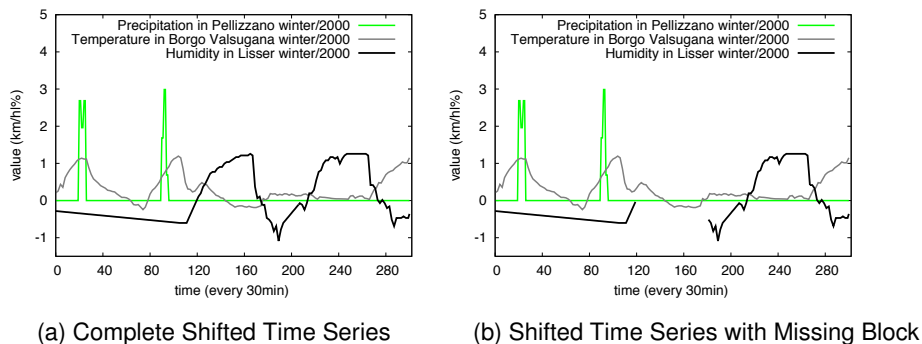 5
4
3
2
1
0
-1
value (km/h|%)
0 40 80 120 160 200 240 280
time (every 30min)
Precipitation in Pellizzano winter/2000
Temperature in Borgo Valsugana winter/2000
Humidity in Lisser winter/2000
(a) Complete Shifted Time Series
5
4
3
2
1
0
-1
value (km/h|%)
0 40 80 120 160 200 240 280
time (every 30min)
Precipitation in Pellizzano winter/2000
Temperature in Borgo Valsugana winter/2000
Humidity in Lisser winter/2000
(b) Shifted Time Series with Missing Block